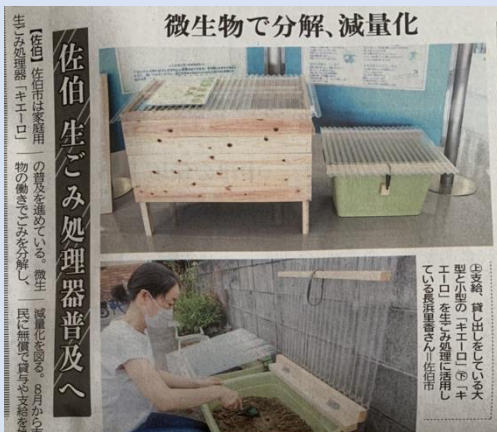 微生物で分解、減量化
佐伯 生ごみ処理器普及へ
【佐伯】佐伯市は家庭用
生ごみ処理器「キエーロ」
の普及を進めている。微生
物の働きでごみを分解し、
減量化を図る。8月から市
民に無償で貸与や支給を
㊤支給、貸し出しをしている大
型と小型の「キエーロ」㊦「キ
エーロ」を生ごみ処理に活用し
ている長浜里香さん＝佐伯市